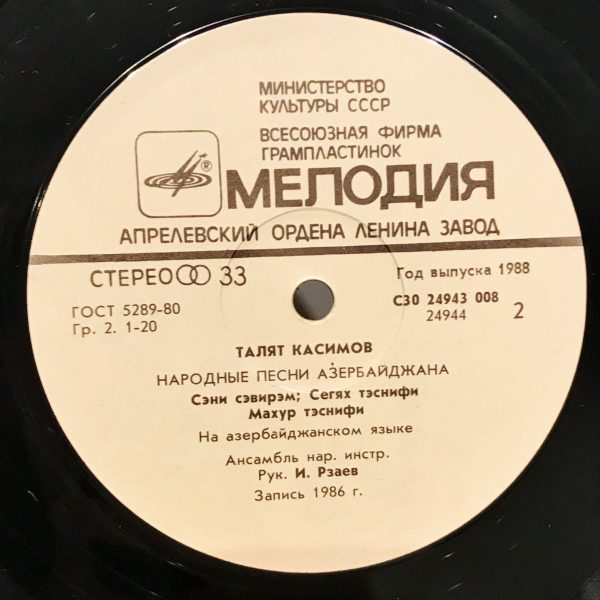 МИНИСТЕРСТВО
КУЛЬТУРЫ СССР
ВСЕСОЮЗНАЯ ФИРМА
ГРАМПЛАСТИНОК
®
МЕЛОДИЯ
АПРЕЛЕВСКИЙ ОРДЕНА ЛЕНИНА ЗАВОД
СТЕРЕО 33
Год выпуска 1988
ГОСТ 5289-80
Гр. 2. 1-20
С30 24943 008
24944
2
ТАЛЯТ КАСИМОВ
НАРОДНЫЕ ПЕСНИ АЗЕРБАЙДЖАНА
Сэни сэвирэм; Сегях тэснифи
Махур тэснифи
На азербайджанском языке
Ансамбль нар. инстр.
Рук. И. Рзаев
Запись 1986 г.